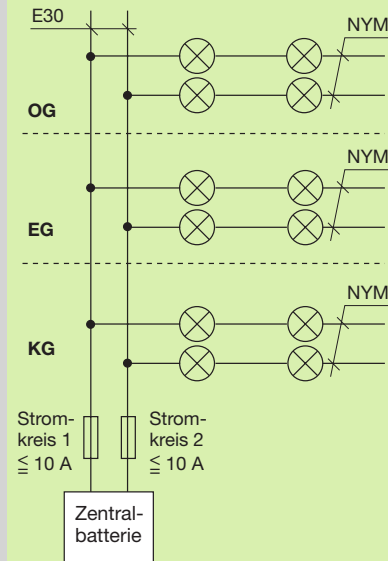 E30
NYM
OG
NYM
EG
NYM
KG
Strom-
kreis 1
≦ 10 A
Strom-
kreis 2
≦ 10 A
Zentral-
batterie